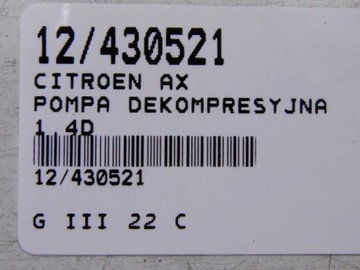 12/430521
CITROEN AX
POMPA DEKOMPRESYJNA
1.4D
12/430521
G III 22 C